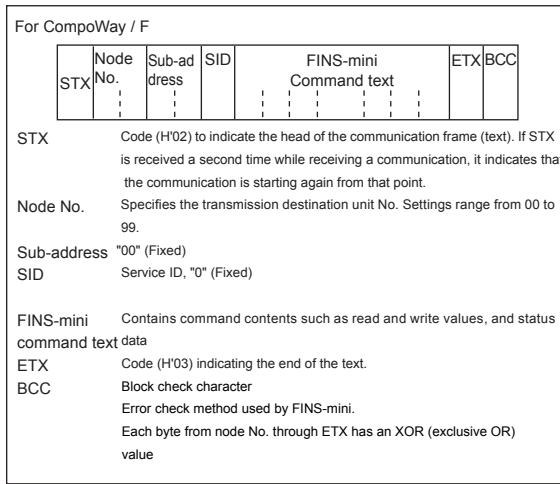 For CompoWay / F
STX Node No. Sub-ad dress SID FINS-mini Command text ETX BCC
STX Code (H'02) to indicate the head of the communication frame (text). If STX
is received a second time while receiving a communication, it indicates that
the communication is starting again from that point.
Node No. Specifies the transmission destination unit No. Settings range from 00 to
99.
Sub-address "00" (Fixed)
SID Service ID, "0" (Fixed)
FINS-mini Contains command contents such as read and write values, and status
command text data
ETX Code (H'03) indicating the end of the text.
BCC Block check character
Error check method used by FINS-mini.
Each byte from node No. through ETX has an XOR (exclusive OR)
value